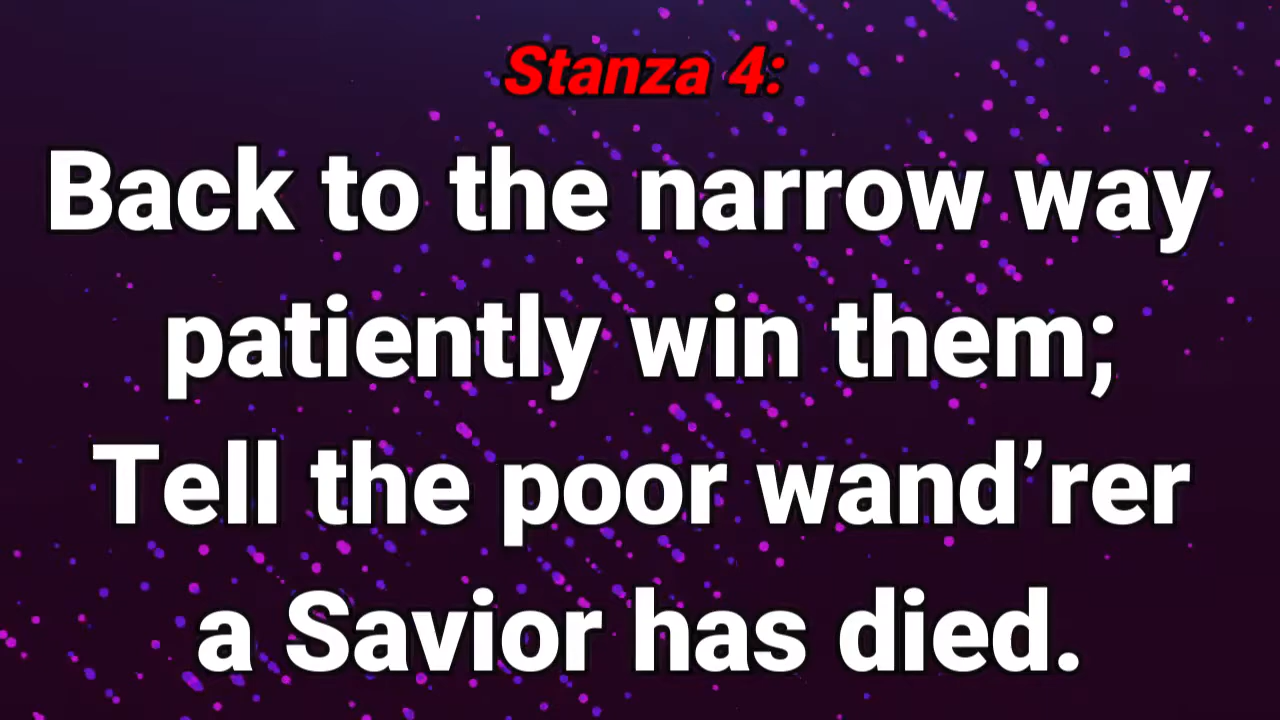 Stanza 4:
Back to the narrow way
patiently win them;
Tell the poor wand’rer
a Savior has died.